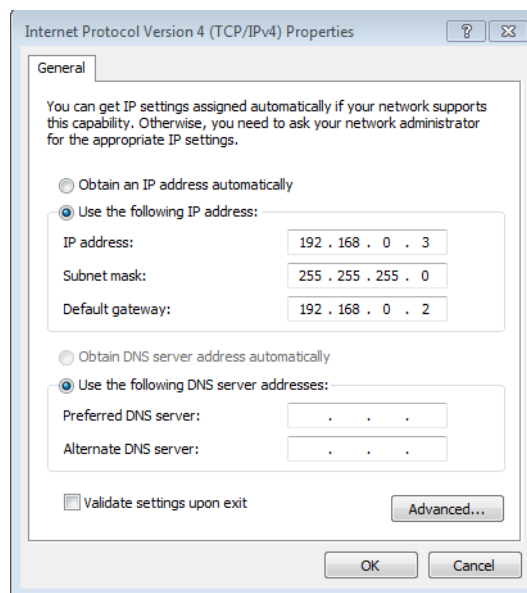 Internet Protocol Version 4 (TCP/IPv4) Properties
General
You can get IP settings assigned automatically if your network supports
this capability. Otherwise, you need to ask your network administrator
for the appropriate IP settings.
Obtain an IP address automatically
Use the following IP address:
IP address: 192 . 168 . 0 . 3
Subnet mask: 255 . 255 . 255 . 0
Default gateway: 192 . 168 . 0 . 2
Obtain DNS server address automatically
Use the following DNS server addresses:
Preferred DNS server: . . .
Alternate DNS server: . . .
Validate settings upon exit
Advanced...
OK Cancel